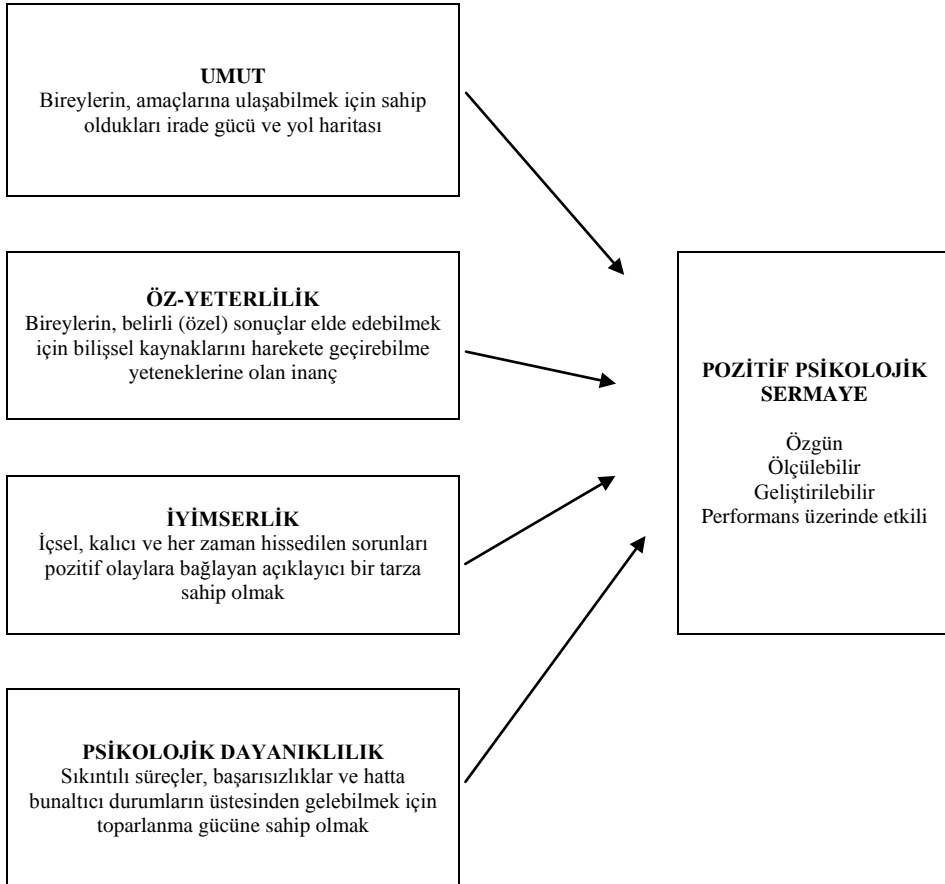 UMUT
Bireylerin, amaçlarına ulaşabilmek için sahip
oldukları irade gücü ve yol haritası
ÖZ-YETERLİLİK
Bireylerin, belirli (özel) sonuçlar elde edebilmek
için bilişsel kaynaklarını harekete geçirebilme
yeteneklerine olan inanç
İYİMSERLİK
İçsel, kalıcı ve her zaman hissedilen sorunları
pozitif olaylara bağlayan açıklayıcı bir tarza
sahip olmak
PSİKOLOJİK DAYANIKLILIK
Sıkıntılı süreçler, başarısızlıklar ve hatta
bunaltıcı durumların üstesinden gelebilmek için
toparlanma gücüne sahip olmak
POZİTİF PSİKOLOJİK
SERMAYE
Özgün
Ölçülebilir
Geliştirilebilir
Performans üzerinde etkili